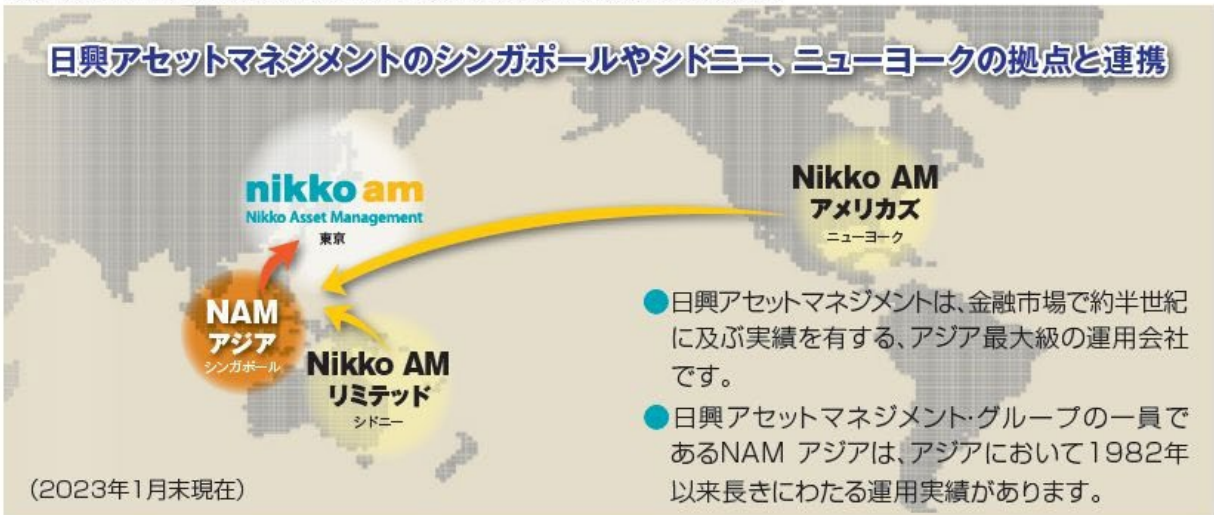 日興アセットマネジメントのシンガポールやシドニー、ニューヨークの拠点と連携
nikko am
Nikko Asset Management
東京
Nikko AM
アメリカズ
ニューヨーク
NAM
アジア
シンガポール
Nikko AM
リミテッド
シドニー
●日興アセットマネジメントは、金融市場で約半世紀
に及ぶ実績を有する、アジア最大級の運用会社
です。
●日興アセットマネジメント・グループの一員で
あるNAM アジアは、アジアにおいて1982年
以来長きにわたる運用実績があります。
(2023年1月末現在)